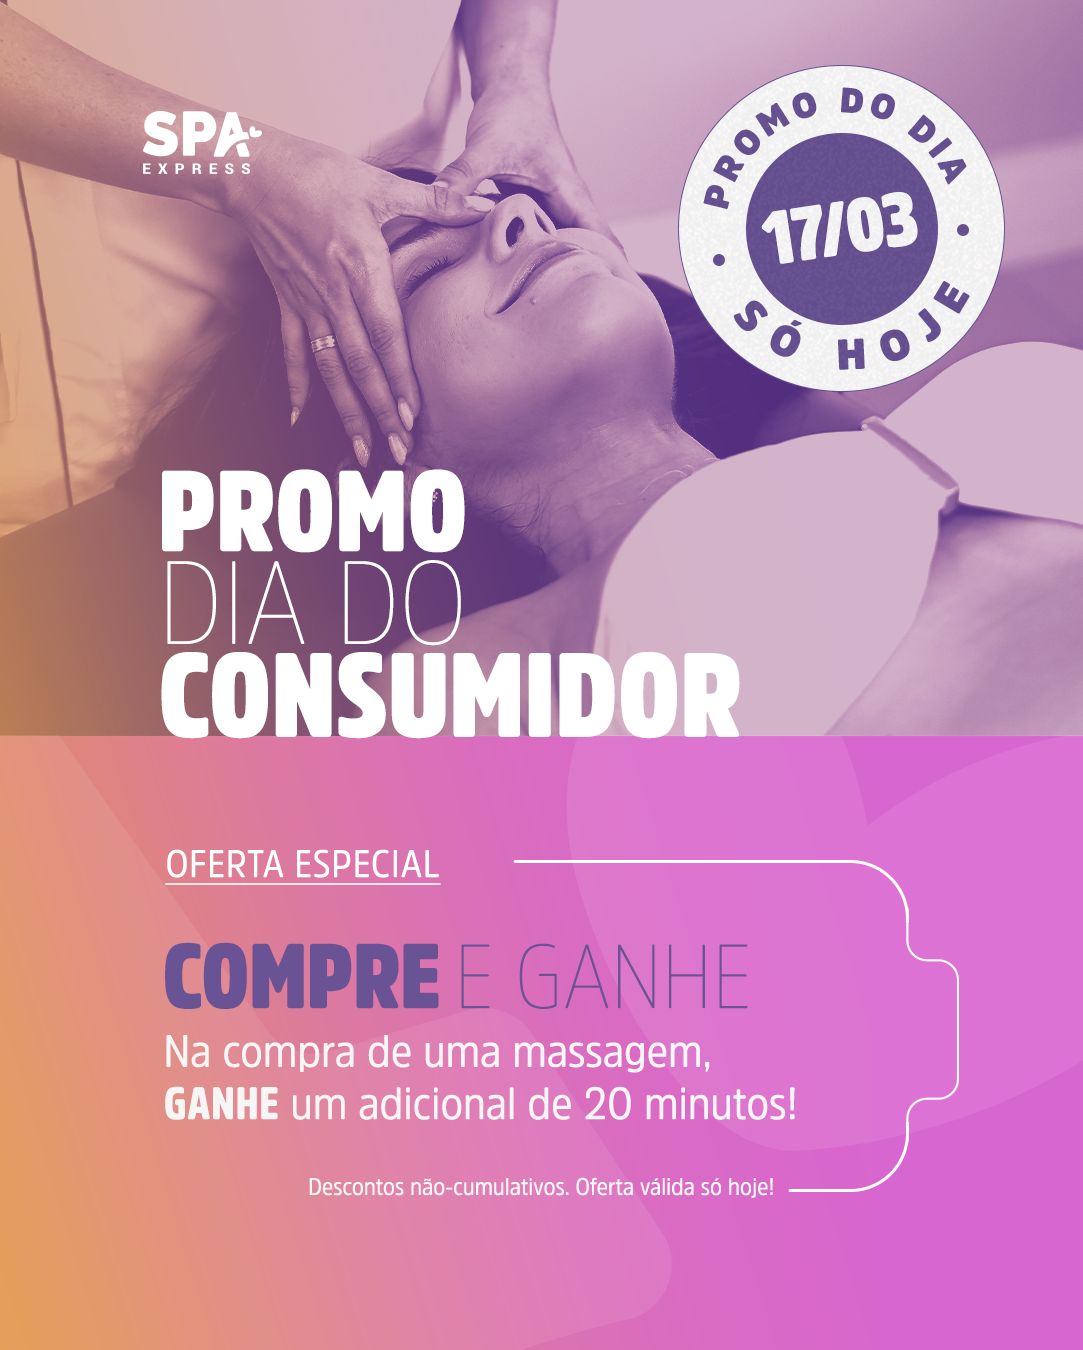 SPA
EXPRESS
PROMO DO DIA
17/03
SÓ HOJE
PROMO
DIA DO
CONSUMIDOR
OFERTA ESPECIAL
COMPRE E GANHE
Na compra de uma massagem,
GANHE um adicional de 20 minutos!
Descontos não-cumulativos. Oferta válida só hoje!